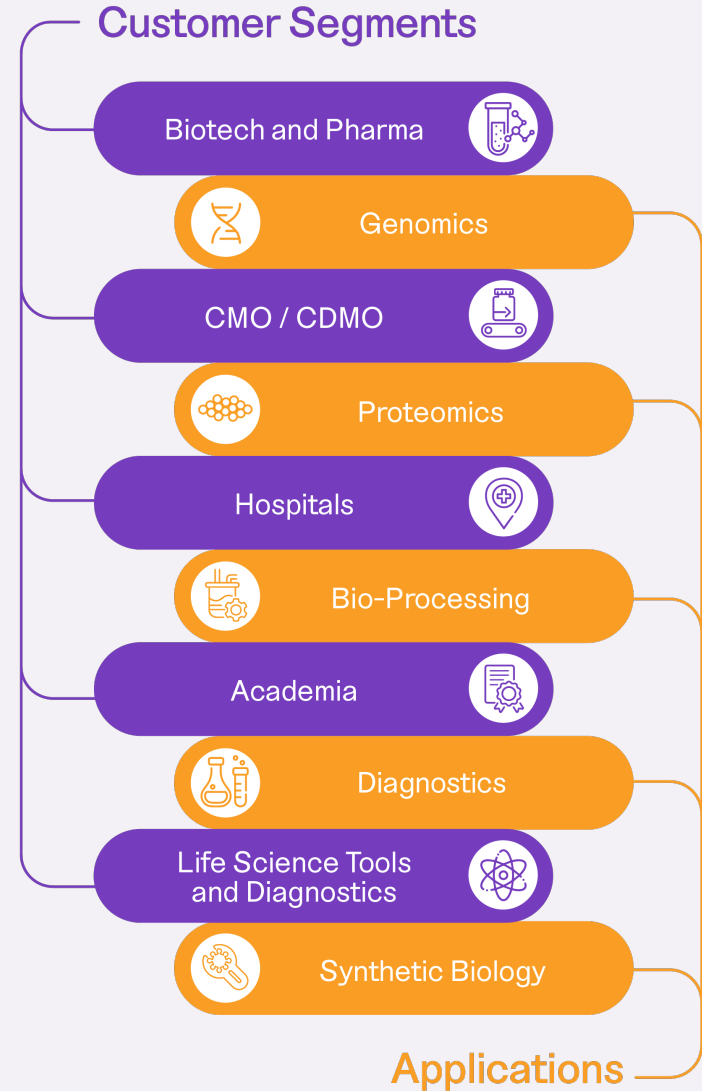 Customer Segments
Biotech and Pharma
Genomics
CMO / CDMO
Proteomics
Hospitals
Bio-Processing
Academia
Diagnostics
Life Science Tools
and Diagnostics
Synthetic Biology
Applications